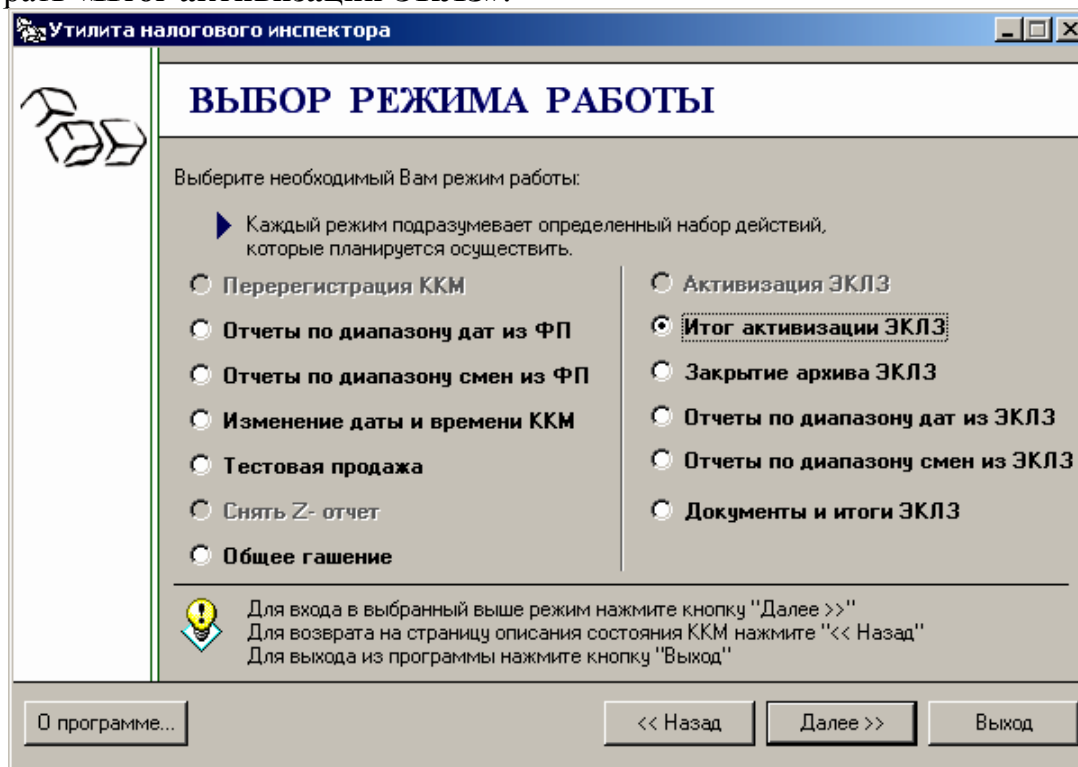 Утилита налогового инспектора
ВЫБОР РЕЖИМА РАБОТЫ
Выберите необходимый Вам режим работы:
Каждый режим подразумевает определенный набор действий,
которые планируется осуществить.
Перерегистрация ККМ
Отчеты по диапазону дат из ФП
Отчеты по диапазону смен из ФП
Изменение даты и времени ККМ
Тестовая продажа
Снять Z- отчет
Общее гашение
Активизация ЭКЛЗ
Итог активизации ЭКЛЗ
Закрытие архива ЭКЛЗ
Отчеты по диапазону дат из ЭКЛЗ
Отчеты по диапазону смен из ЭКЛЗ
Документы и итоги ЭКЛЗ
Для входа в выбранный выше режим нажмите кнопку "Далее >>"
Для возврата на страницу описания состояния ККМ нажмите "<< Назад"
Для выхода из программы нажмите кнопку "Выход"
О программе...
<< Назад
Далее >>
Выход